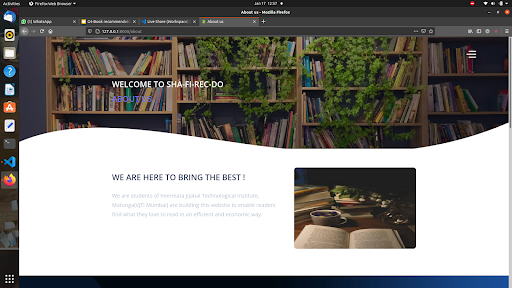 Activities
Firefox Web Browser
Jan 17 12:57
About us - Mozilla Firefox
(1) WhatsApp
04-Book recommendi
Live Share (Workspace)
About us
127.0.0.1:8000/about
WELCOME TO SHA-FI-REC-DO
ABOUT US
WE ARE HERE TO BRING THE BEST !
We are students of Veermata Jijabai Technological Institute,
Matunga(VJTI Mumbai) are building this website to enable readers
find what they love to read in an efficient and economic way.